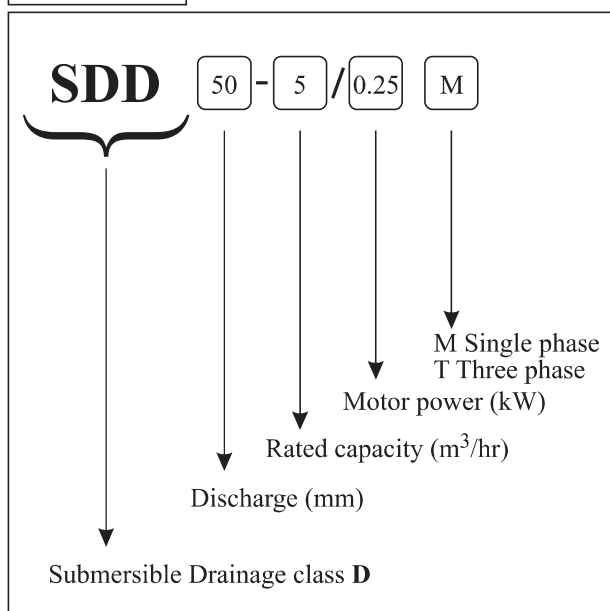 SDD 50 - 5 / 0.25 M
M Single phase
T Three phase
Motor power (kW)
Rated capacity (m³/hr)
Discharge (mm)
Submersible Drainage class D